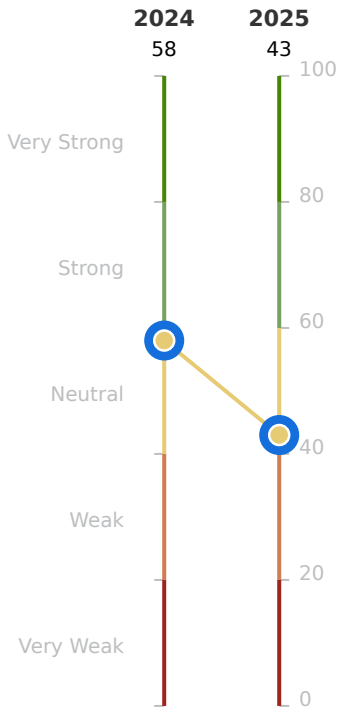 2024 2025
58 43
100
Very Strong
80
Strong
60
Neutral
40
Weak
20
Very Weak
0